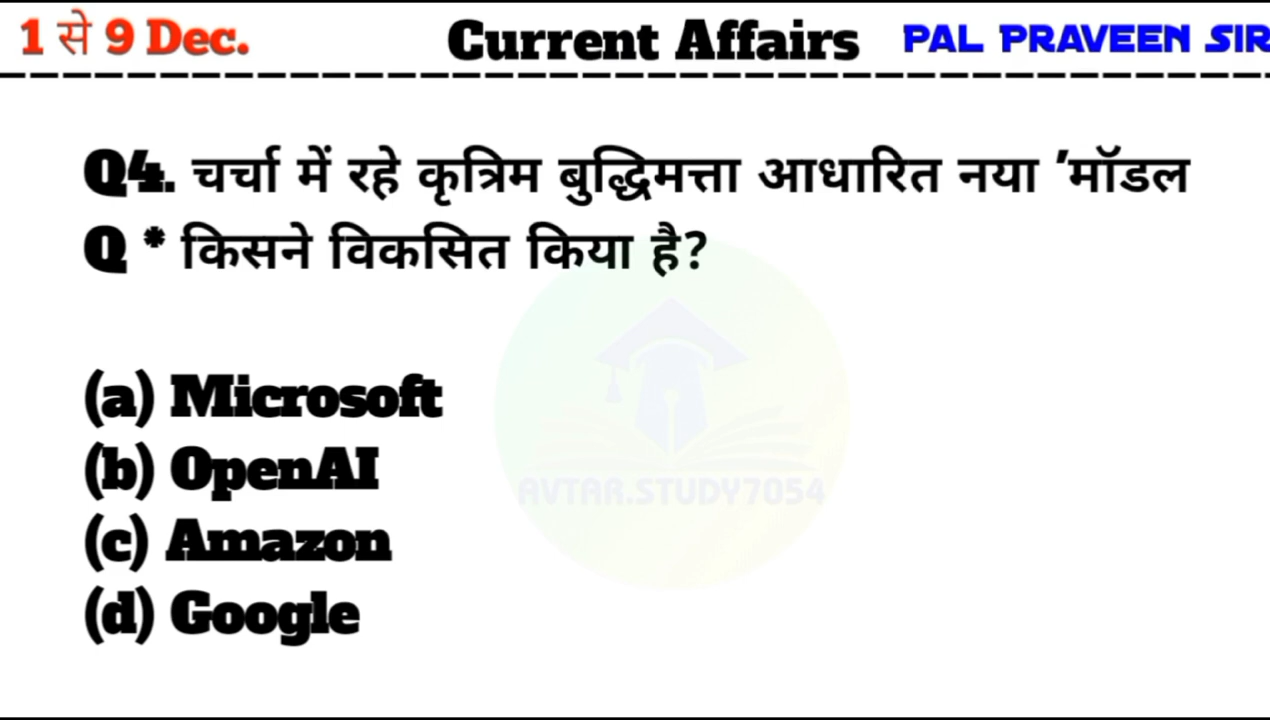 1 से 9 Dec. Current Affairs PAL PRAVEEN SIR
Q4. चर्चा में रहे कृत्रिम बुद्धिमत्ता आधारित नया 'मॉडल
Q * किसने विकसित किया है?
(a) Microsoft
(b) OpenAI
AVTAR.STUDY7054
(c) Amazon
(d) Google